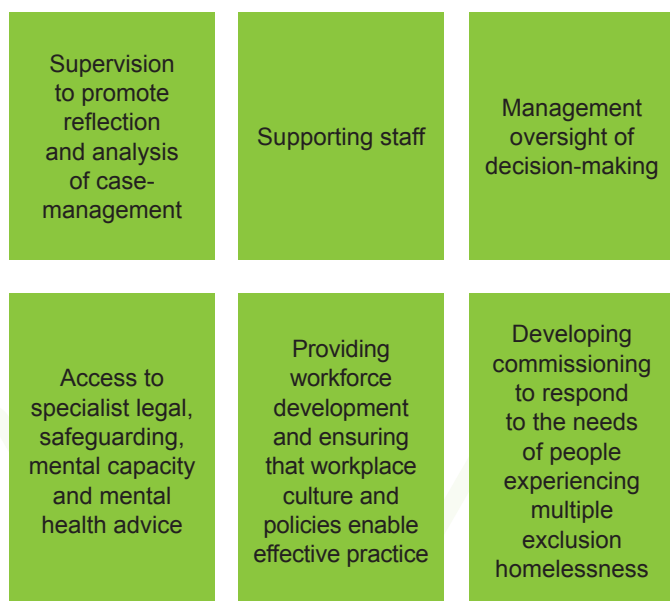 Supervision
to promote
reflection
and analysis
of case-
management
Supporting staff
Management
oversight of
decision-making
Access to
specialist legal,
safeguarding,
mental capacity
and mental
health advice
Providing
workforce
development
and ensuring
that workplace
culture and
policies enable
effective practice
Developing
commissioning
to respond
to the needs
of people
experiencing
multiple
exclusion
homelessness